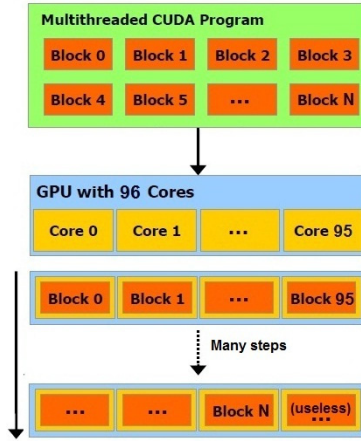 Multithreaded CUDA Program
Block 0 Block 1 Block 2 Block 3
Block 4 Block 5 ... Block N
GPU with 96 Cores
Core 0 Core 1 ... Core 95
Block 0 Block 1 ... Block 95
Many steps
... ... Block N (useless)
...